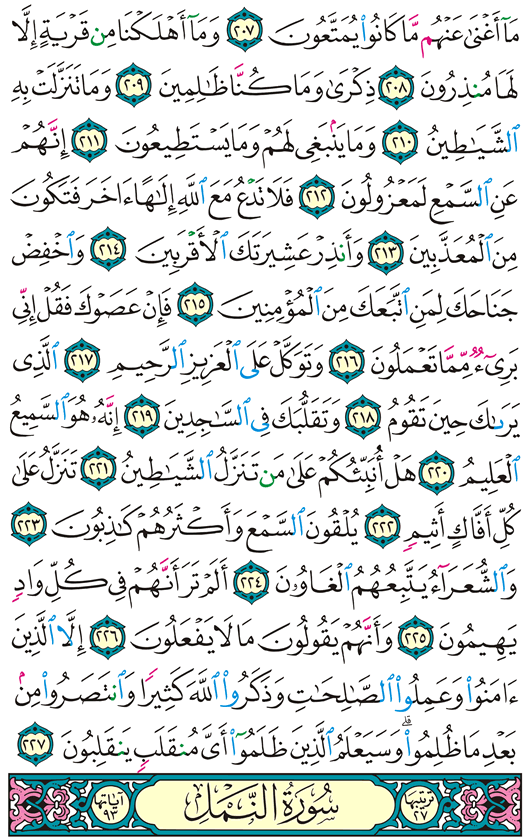 مَآ أَغْنَىٰ عَنْهُم مَّا كَانُوا۟ يُمَتَّعُونَ ٢٠٧ وَمَآ أَهْلَكْنَا مِن قَرْيَةٍ إِلَّا
لَهَا مُنذِرُونَ ٢٠٨ ذِكْرَىٰ وَمَا كُنَّا ظَٰلِمِينَ ٢٠٩ وَمَا تَنَزَّلَتْ بِهِ
ٱلشَّيَٰطِينُ ٢١٠ وَمَا يَنۢبَغِى لَهُمْ وَمَا يَسْتَطِيعُونَ ٢١١ إِنَّهُمْ
عَنِ ٱلسَّمْعِ لَمَعْزُولُونَ ٢١٢ فَلَا تَدْعُ مَعَ ٱللَّهِ إِلَٰهًا ءَاخَرَ فَتَكُونَ
مِنَ ٱلْمُعَذَّبِينَ ٢١٣ وَأَنذِرْ عَشِيرَتَكَ ٱلْأَقْرَبِينَ ٢١٤ وَٱخْفِضْ
جَنَاحَكَ لِمَنِ ٱتَّبَعَكَ مِنَ ٱلْمُؤْمِنِينَ ٢١٥ فَإِنْ عَصَوْكَ فَقُلْ إِنِّى
بَرِىٓءٌ مِّمَّا تَعْمَلُونَ ٢١٦ وَتَوَكَّلْ عَلَى ٱلْعَزِيزِ ٱلرَّحِيمِ ٢١٧ ٱلَّذِى
يَرَىٰكَ حِينَ تَقُومُ ٢١٨ وَتَقَلُّبَكَ فِى ٱلسَّٰجِدِينَ ٢١٩ إِنَّهُۥ هُوَ ٱلسَّمِيعُ
ٱلْعَلِيمُ ٢٢٠ هَلْ أُنَبِّئُكُمْ عَلَىٰ مَن تَنَزَّلُ ٱلشَّيَٰطِينُ ٢٢١ تَنَزَّلُ عَلَىٰ
كُلِّ أَفَّاكٍ أَثِيمٍ ٢٢٢ يُلْقُونَ ٱلسَّمْعَ وَأَكْثَرُهُمْ كَٰذِبُونَ ٢٢٣
وَٱلشُّعَرَآءُ يَتَّبِعُهُمُ ٱلْغَاوُۥنَ ٢٢٤ أَلَمْ تَرَ أَنَّهُمْ فِى كُلِّ وَادٍ
يَهِيمُونَ ٢٢٥ وَأَنَّهُمْ يَقُولُونَ مَا لَا يَفْعَلُونَ ٢٢٦ إِلَّا ٱلَّذِينَ
ءَامَنُوا۟ وَعَمِلُوا۟ ٱلصَّٰلِحَٰتِ وَذَكَرُوا۟ ٱللَّهَ كَثِيرًا وَٱنتَصَرُوا۟ مِنۢ
بَعْدِ مَا ظُلِمُوا۟ ۗ وَسَيَعْلَمُ ٱلَّذِينَ ظَلَمُوٓا۟ أَىَّ مُنقَلَبٍ يَنقَلِبُونَ ٢٢٧
ترتيبها ٢٧ سُورَةُ النَّمْلِ آياتها ٩٣